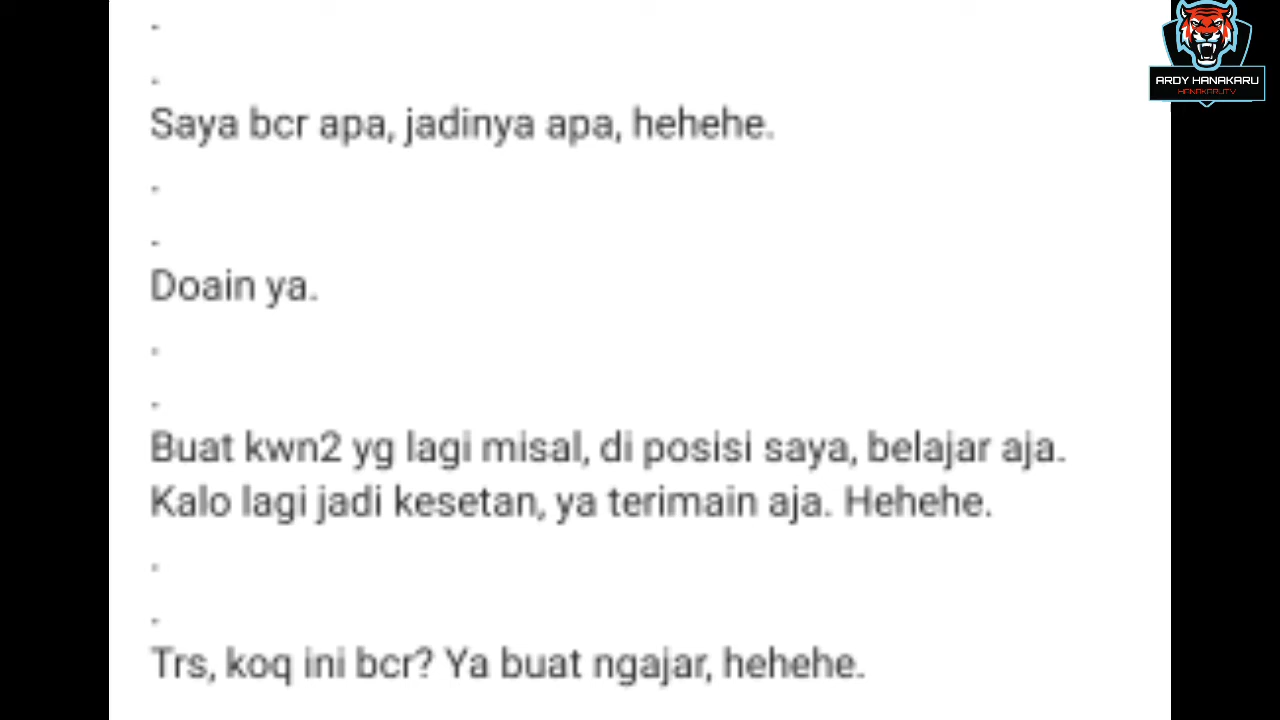 .
.
Saya bcr apa, jadinya apa, hehehe.
.
.
Doain ya.
.
.
Buat kwn2 yg lagi misal, di posisi saya, belajar aja.
Kalo lagi jadi kesetan, ya terimain aja. Hehehe.
.
.
Trs, koq ini bcr? Ya buat ngajar, hehehe.
ARDY HANAKARU
HANAKARUTV